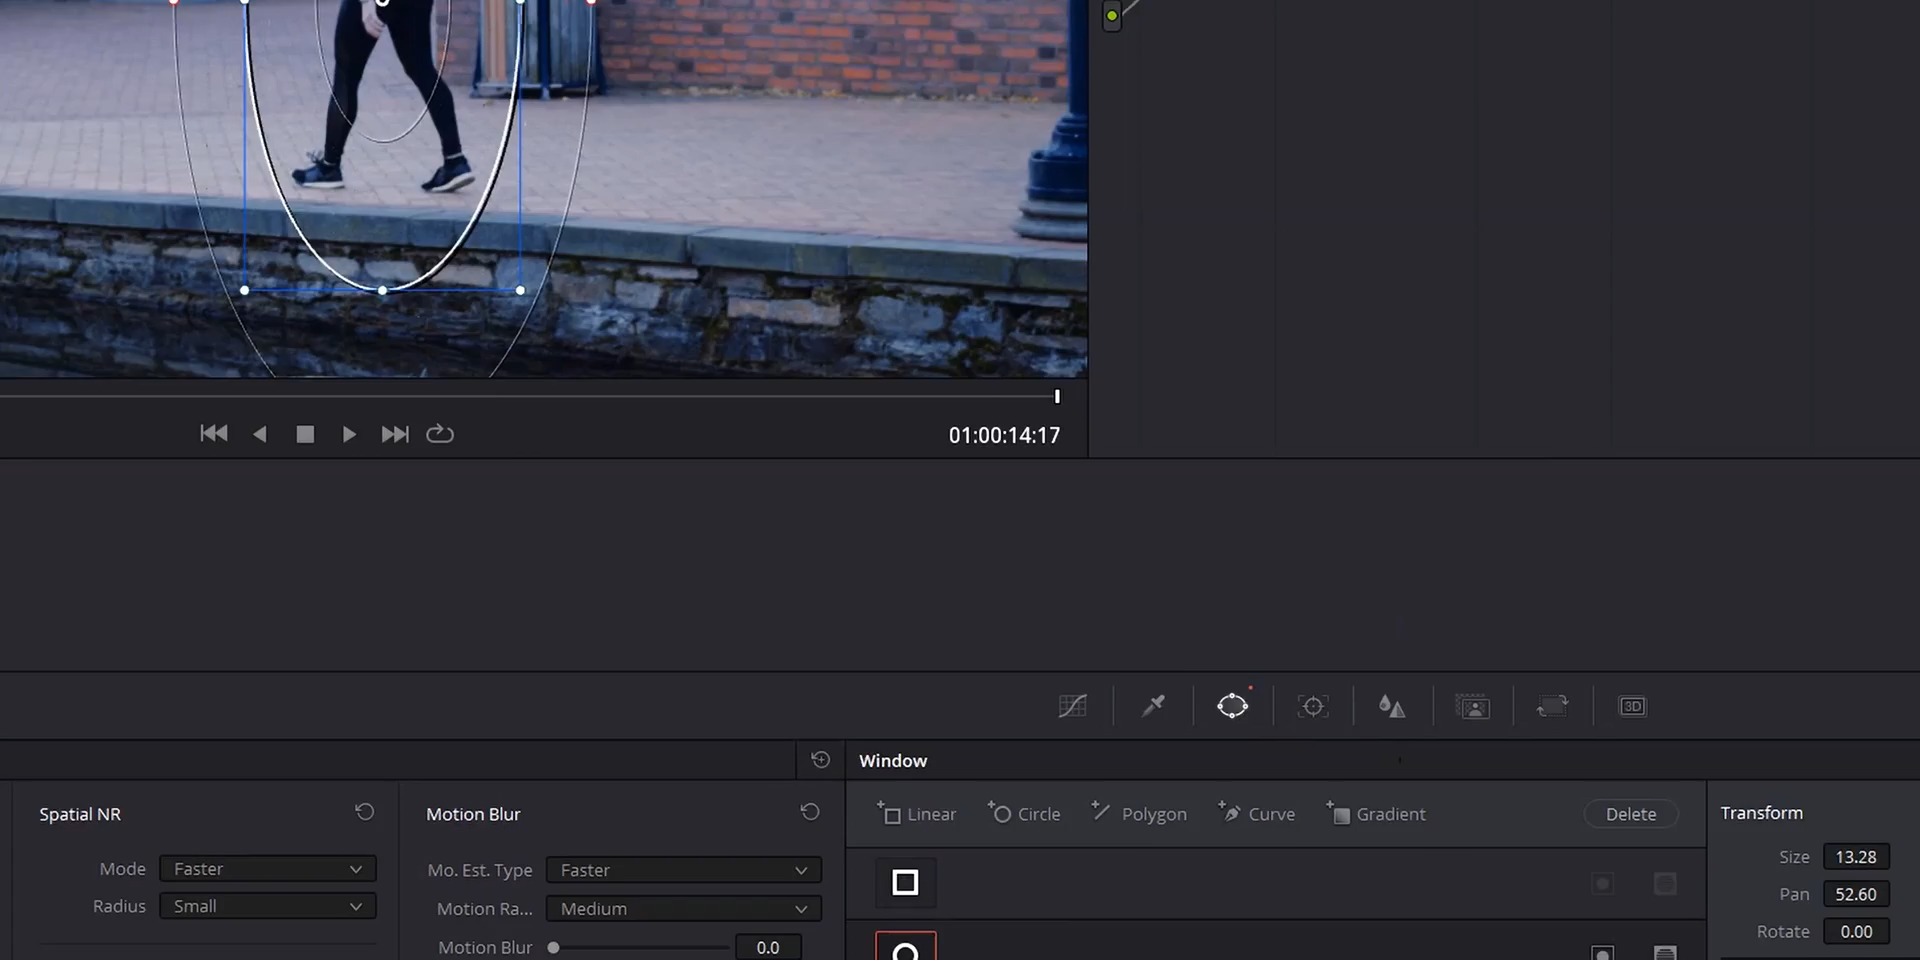 01:00:14:17
3D
Window
Spatial NR
Motion Blur
Linear
Circle
Polygon
Curve
Gradient
Delete
Transform
Mode
Faster
Mo. Est. Type
Faster
Size
13.28
Radius
Small
Motion Ra...
Medium
Pan
52.60
Motion Blur
0.0
Rotate
0.00